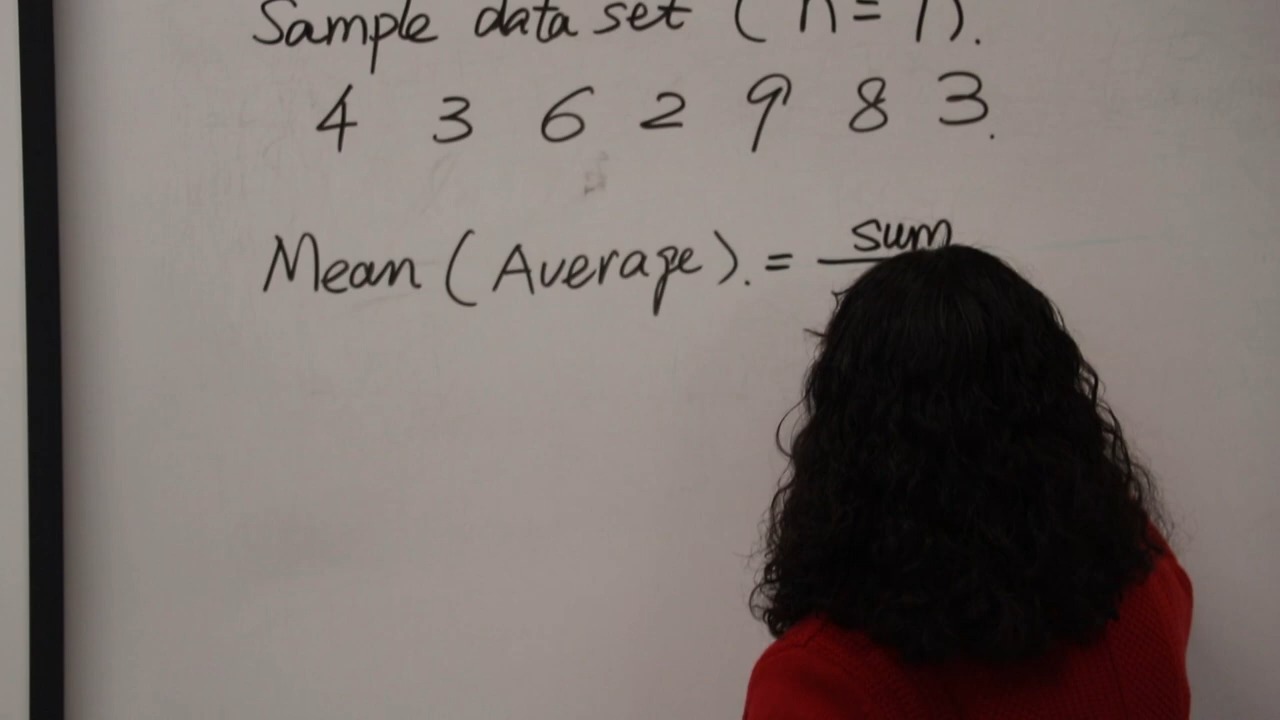 Sample data set (n = 7).
4 3 6 2 9 8 3.
Mean (Average). = sum